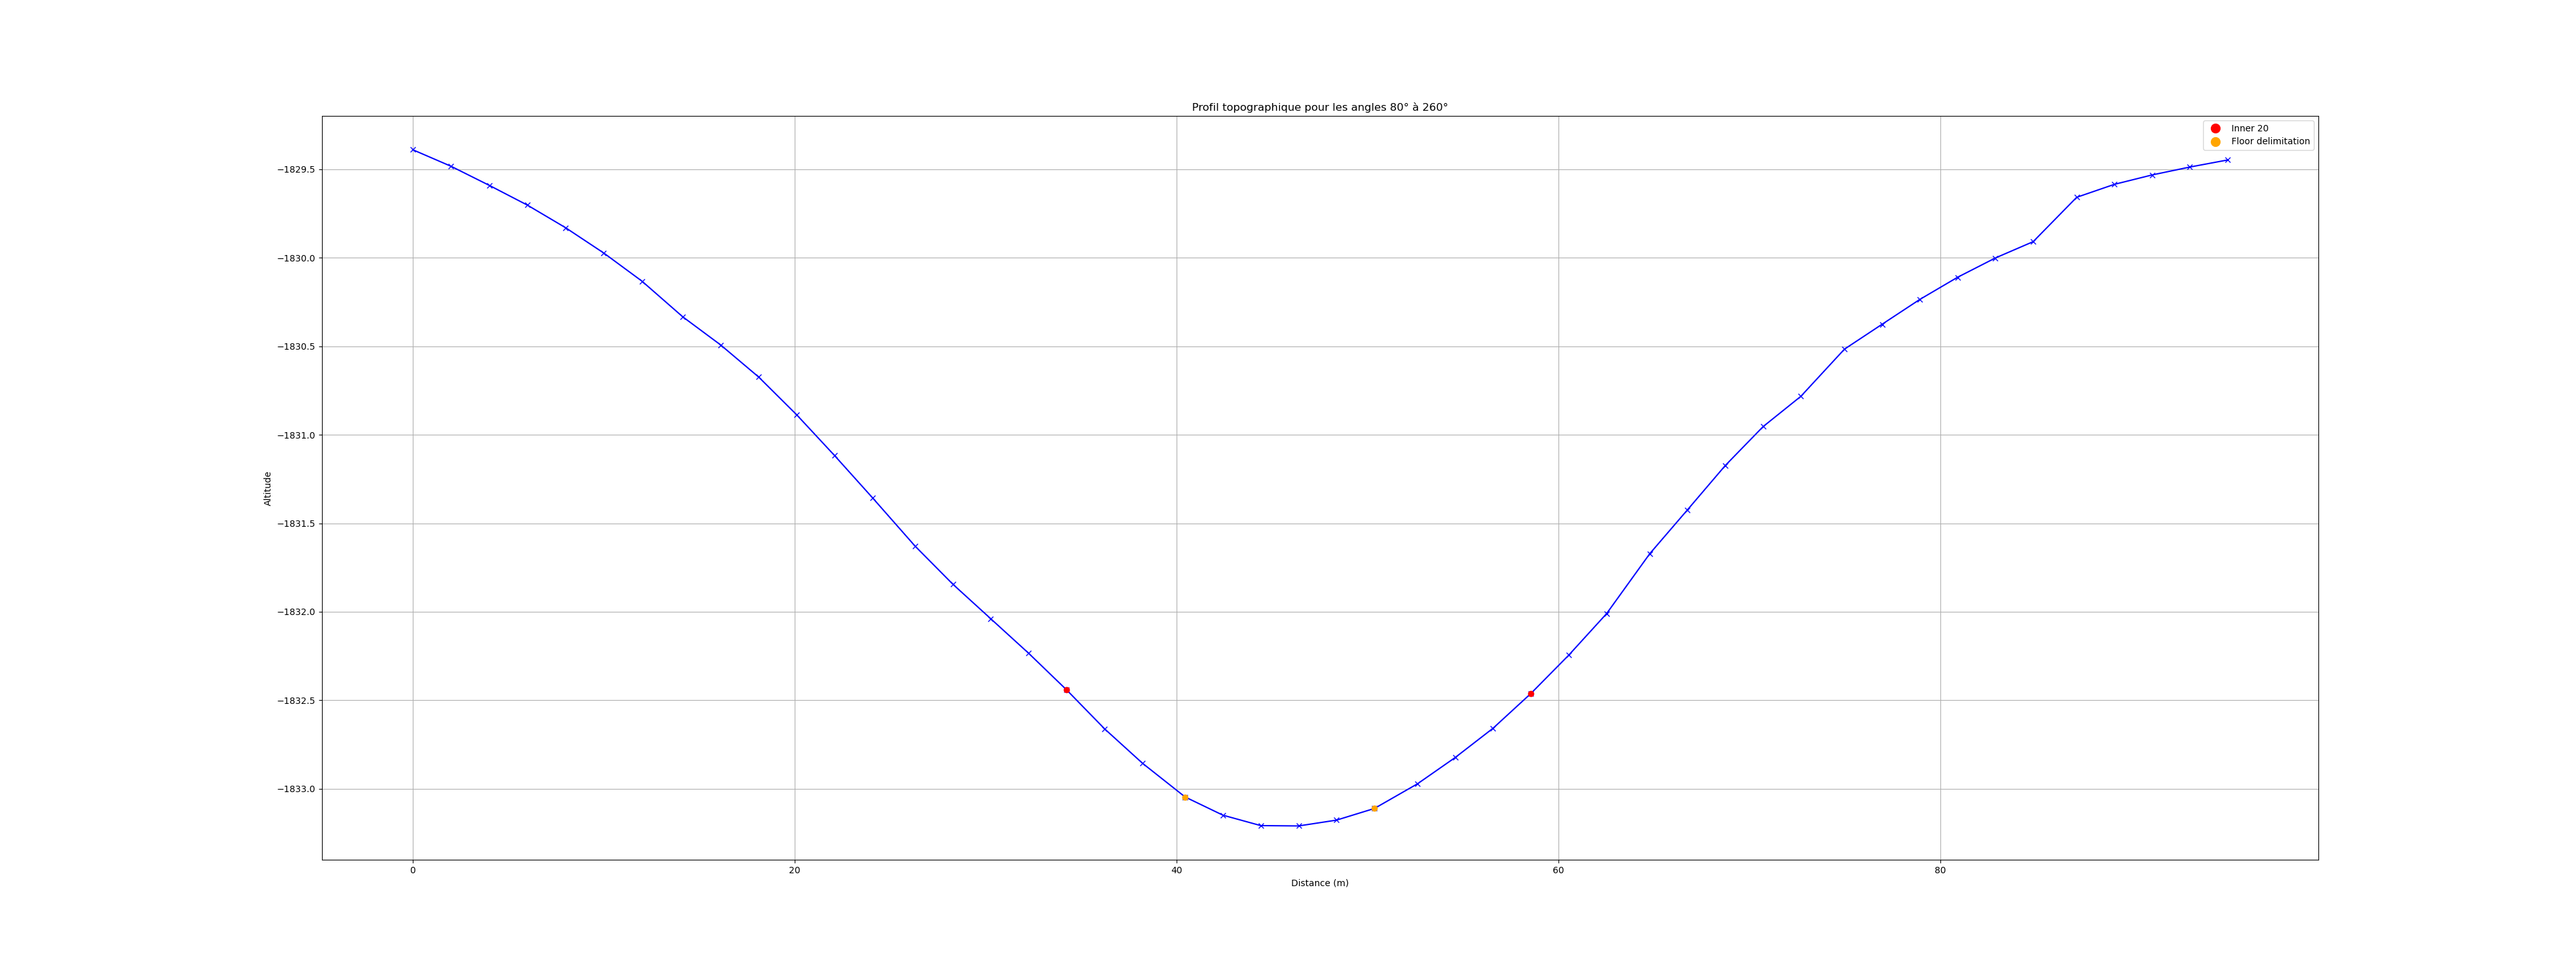 Profil topographique pour les angles 80° à 260°
Inner 20
Floor delimitation
−1829.5
−1830.0
−1830.5
−1831.0
−1831.5
−1832.0
−1832.5
−1833.0
Altitude
0 20 40 60 80
Distance (m)